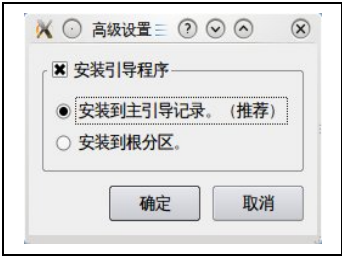 高级设置
安装引导程序
安装到主引导记录。（推荐）
安装到根分区。
确定
取消